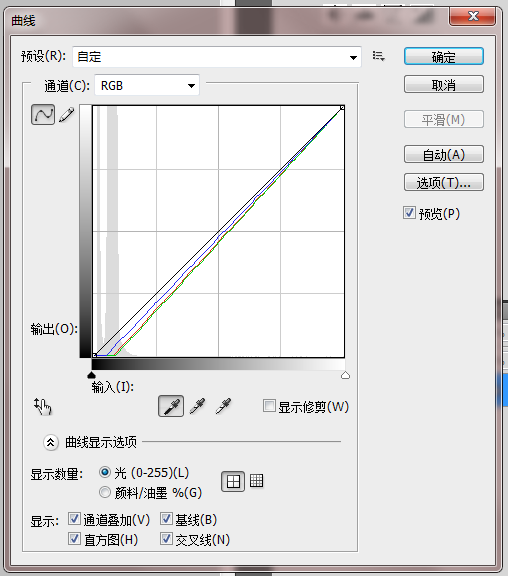 曲线
预设(R): 自定
确定
通道(C): RGB
取消
平滑(M)
自动(A)
选项(T)...
预览(P)
输出(O):
输入(I):
显示修剪(W)
曲线显示选项
显示数量: 光 (0-255)(L)
颜料/油墨 %(G)
显示: 通道叠加(V) 基线(B)
直方图(H) 交叉线(N)